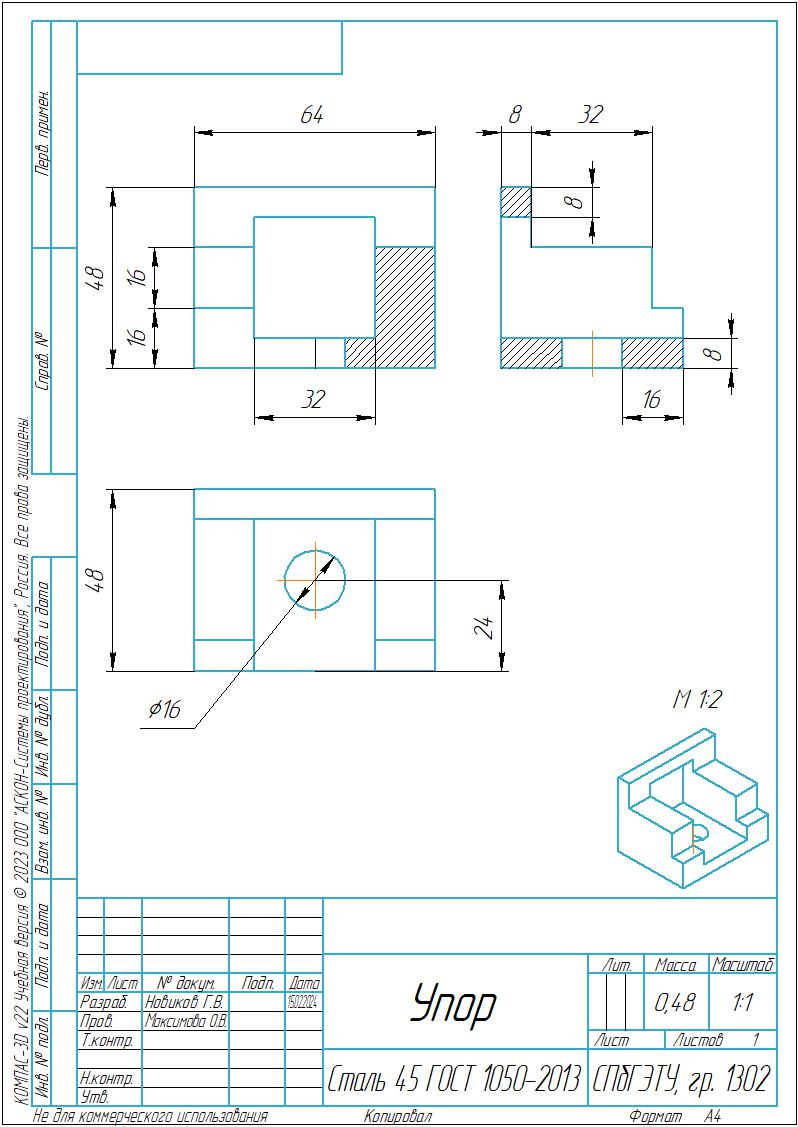 64
8
32
8
48
16
16
32
8
16
48
24
⌀16
М 1:2
Перв. примен.
Справ. №
Подп. и дата
Инв. № дубл.
Взам. инв. №
Подп. и дата
Инв. № подл.
КОМПАС-3D v22 Учебная версия © 2023 ООО "АСКОН-Системы проектирования", Россия. Все права защищены.
Изм. Лист № докум. Подп. Дата
Разраб. Новиков Г.В. 15.02.2024
Пров. Максимова О.В.
Т.контр.
Н.контр.
Утв.
Упор
Лит. Масса Масштаб
0,48 1:1
Лист Листов 1
Сталь 45 ГОСТ 1050-2013
СПбГЭТУ, гр. 1302
Не для коммерческого использования Копировал Формат А4